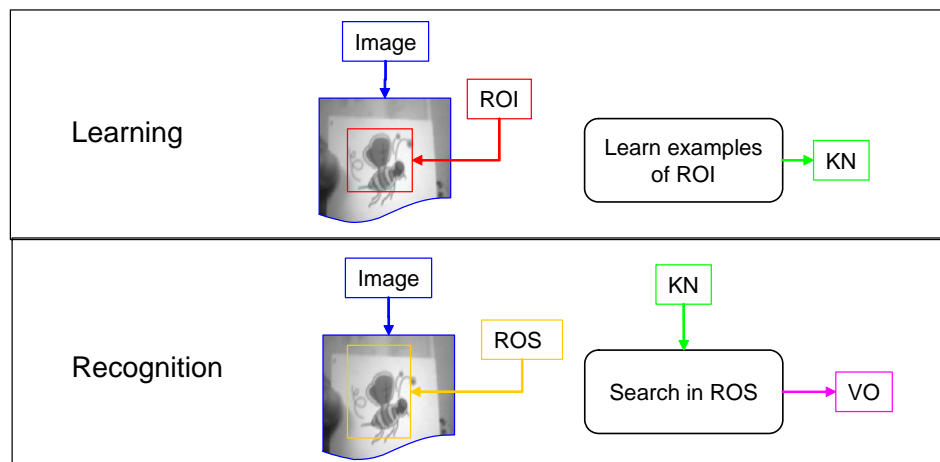 Image
ROI
Learning
Learn examples
of ROI
KN
Image
KN
ROS
Recognition
Search in ROS
VO